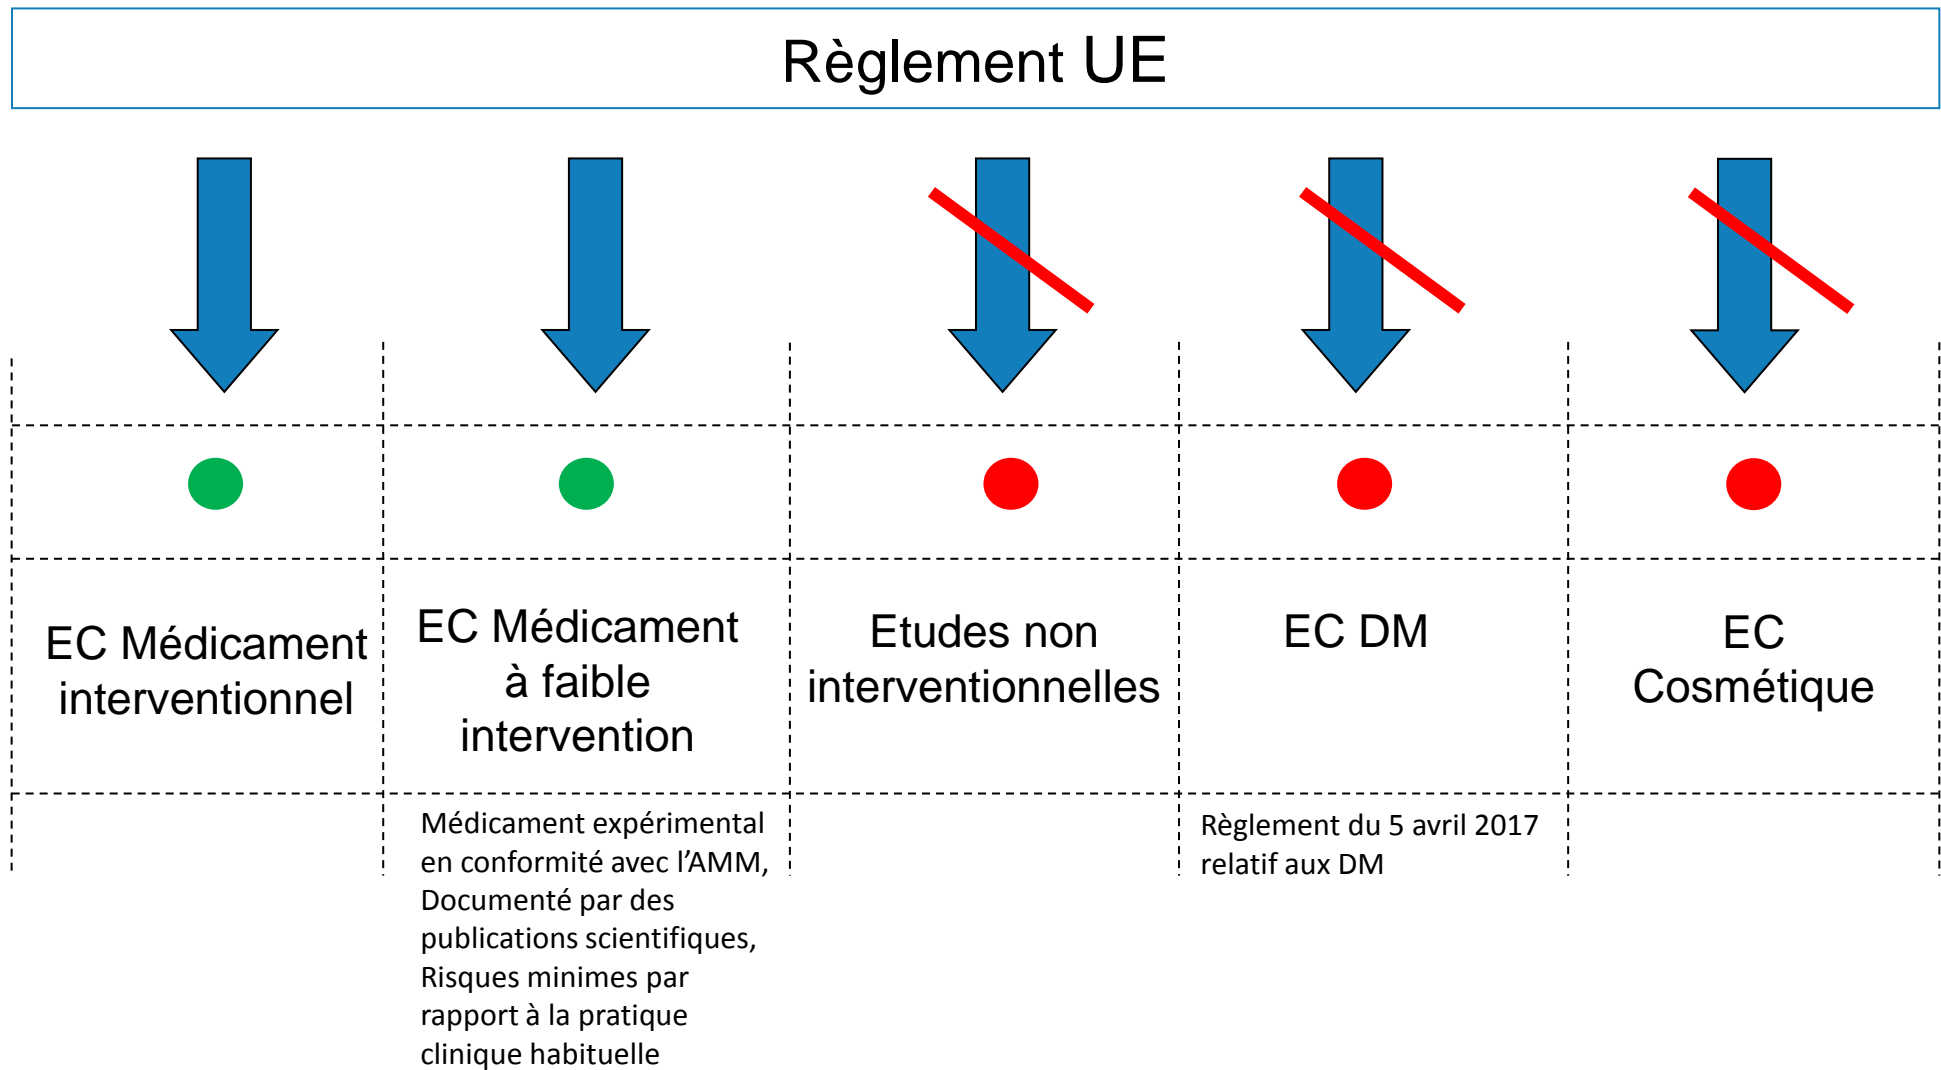 Règlement UE
EC Médicament
interventionnel
EC Médicament
à faible
intervention
Etudes non
interventionnelles
EC DM
EC
Cosmétique
Médicament expérimental
en conformité avec l’AMM,
Documenté par des
publications scientifiques,
Risques minimes par
rapport à la pratique
clinique habituelle
Règlement du 5 avril 2017
relatif aux DM